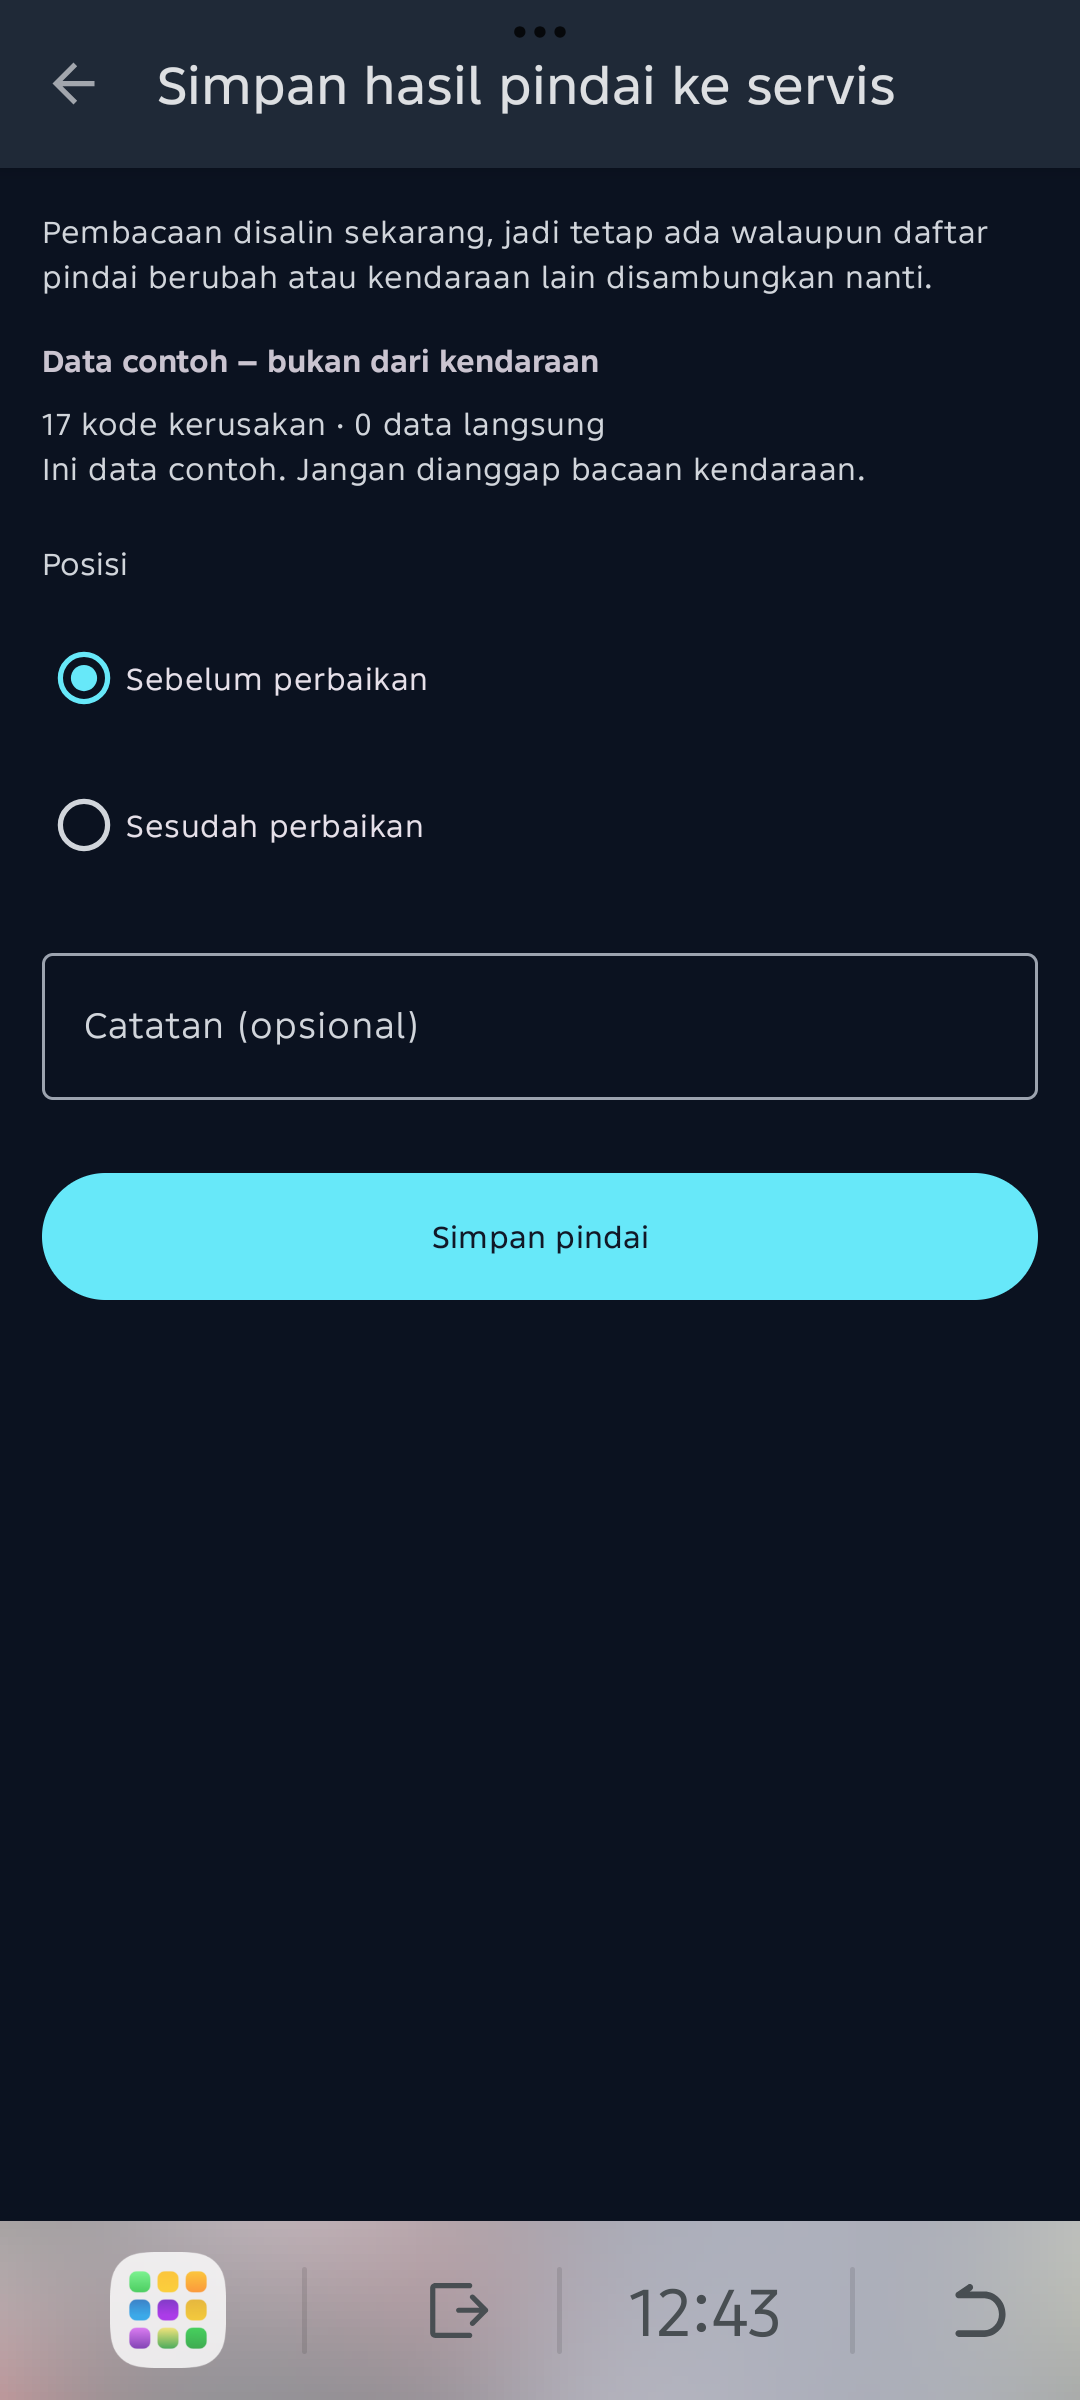 Simpan hasil pindai ke servis
Pembacaan disalin sekarang, jadi tetap ada walaupun daftar
pindai berubah atau kendaraan lain disambungkan nanti.
Data contoh – bukan dari kendaraan
17 kode kerusakan · 0 data langsung
Ini data contoh. Jangan dianggap bacaan kendaraan.
Posisi
Sebelum perbaikan
Sesudah perbaikan
Catatan (opsional)
Simpan pindai
12:43